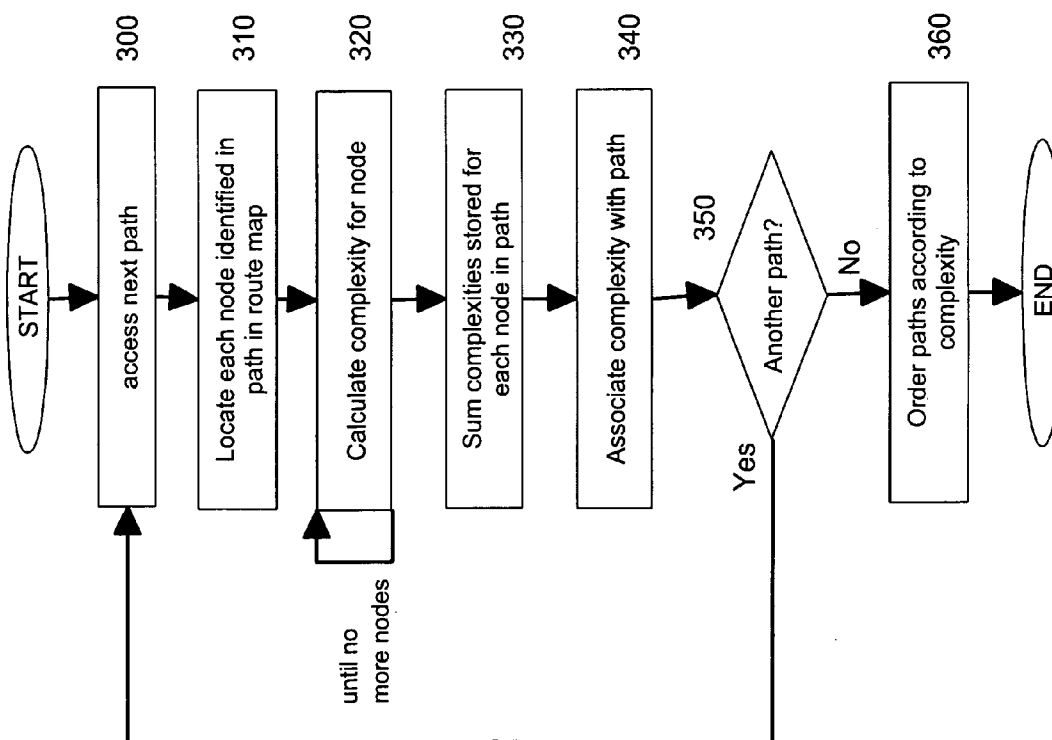 START
access next path
300
Locate each node identified in
path in route map
310
Calculate complexity for node
320
until no
more nodes
Sum complexities stored for
each node in path
330
Associate complexity with path
340
350
Another path?
Yes
No
Order paths according to
complexity
360
END